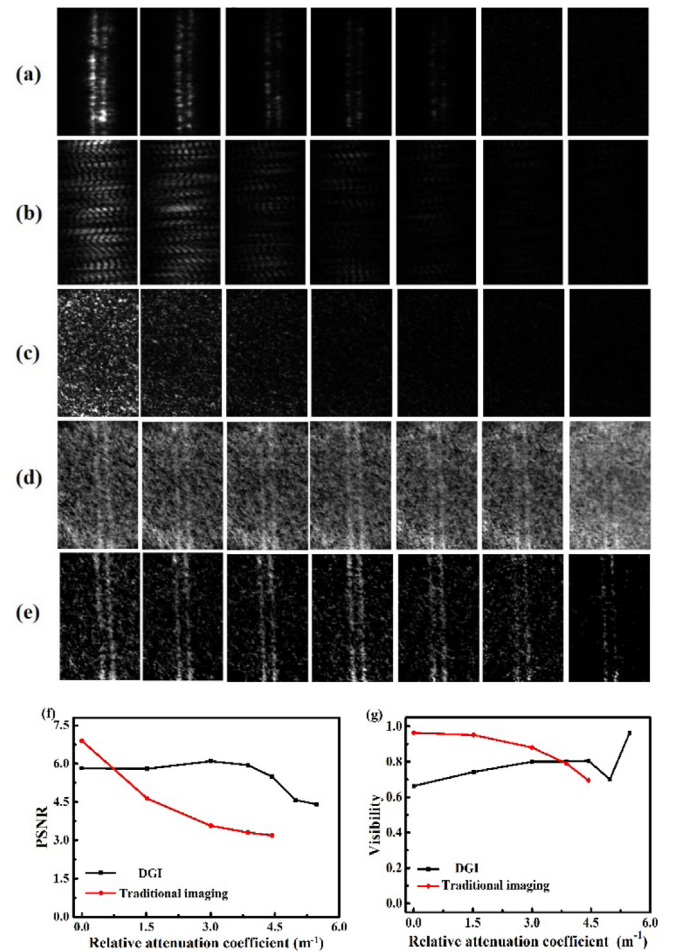 (a)
(b)
(c)
(d)
(e)
(f)
7.5
6.0
4.5
3.0
1.5
0.0
PSNR
DGI
Traditional imaging
0.0 1.5 3.0 4.5 6.0
Relative attenuation coefficient (m⁻¹)
(g)
1.0
0.8
0.6
0.4
0.2
0.0
Visibility
DGI
Traditional imaging
0.0 1.5 3.0 4.5 6.0
Relative attenuation coefficient (m⁻¹)